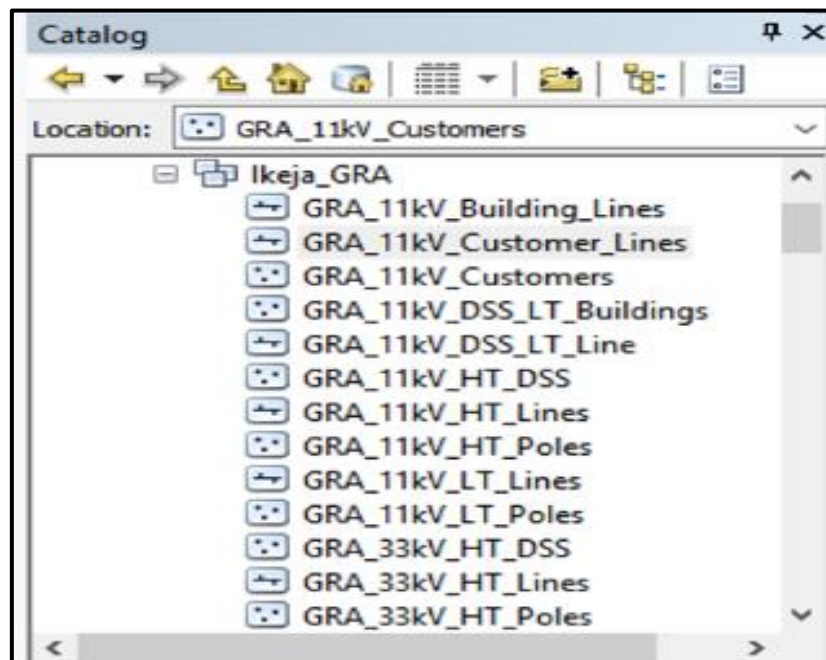 Catalog
Location: GRA_11kV_Customers
Ikeja_GRA
GRA_11kV_Building_Lines
GRA_11kV_Customer_Lines
GRA_11kV_Customers
GRA_11kV_DSS_LT_Buildings
GRA_11kV_DSS_LT_Line
GRA_11kV_HT_DSS
GRA_11kV_HT_Lines
GRA_11kV_HT_Poles
GRA_11kV_LT_Lines
GRA_11kV_LT_Poles
GRA_33kV_HT_DSS
GRA_33kV_HT_Lines
GRA_33kV_HT_Poles